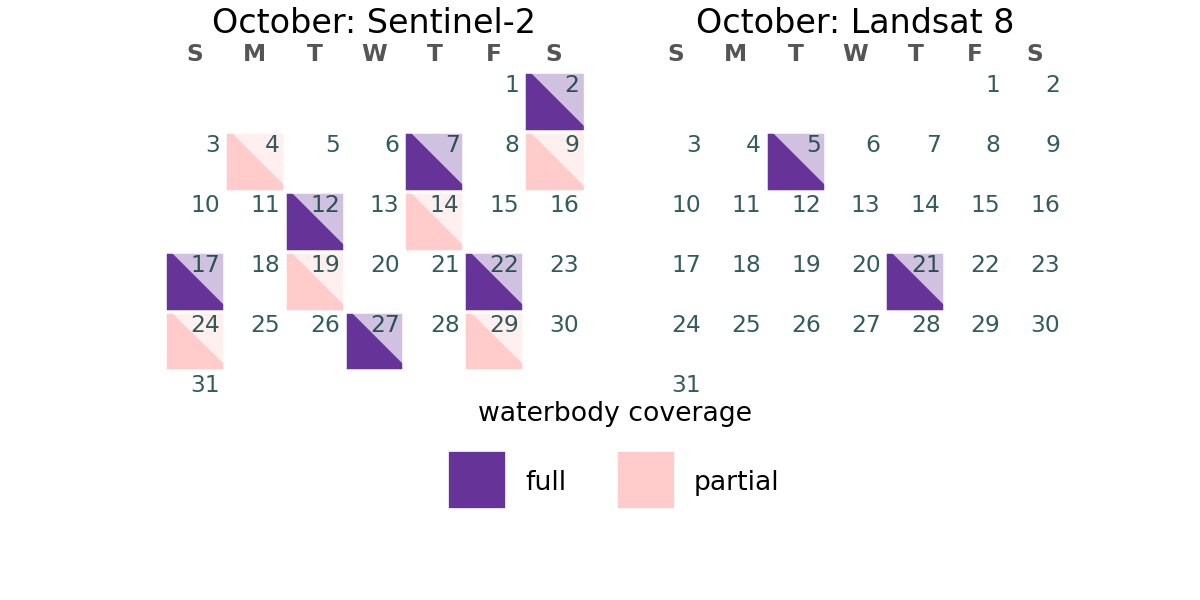 October: Sentinel-2
S M T W T F S
1 2
3 4 5 6 7 8 9
10 11 12 13 14 15 16
17 18 19 20 21 22 23
24 25 26 27 28 29 30
31
October: Landsat 8
S M T W T F S
1 2
3 4 5 6 7 8 9
10 11 12 13 14 15 16
17 18 19 20 21 22 23
24 25 26 27 28 29 30
31
waterbody coverage
full
partial